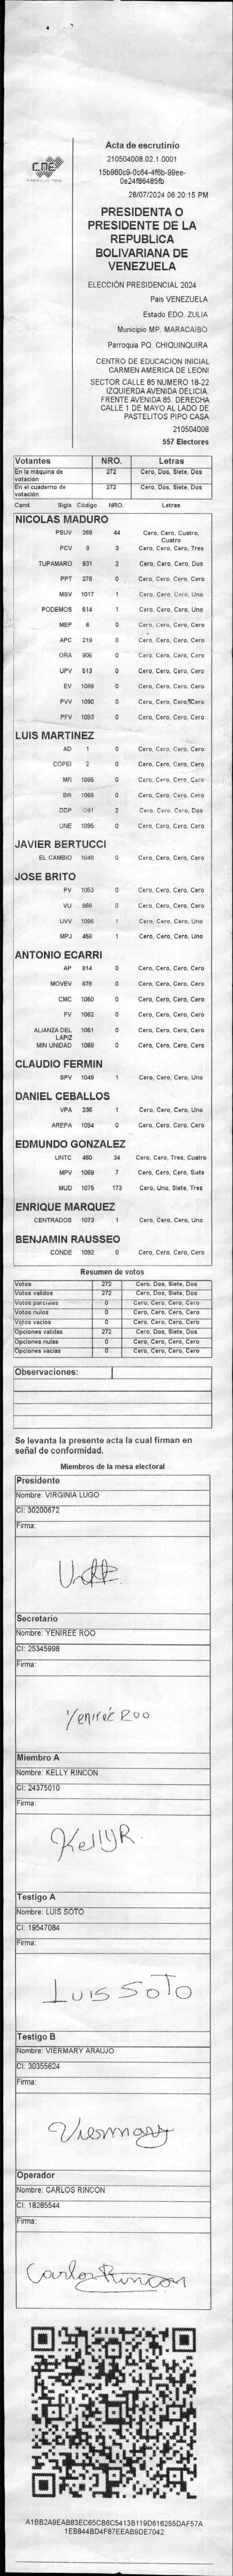 CNE
Acta de escrutinio
210504008.02.1.0001
15b960c9-0c64-4f6b-99ee-
0e24f86485fb
28/07/2024 06:20:15 PM
PRESIDENTA O
PRESIDENTE DE LA
REPUBLICA
BOLIVARIANA DE
VENEZUELA
ELECCIÓN PRESIDENCIAL 2024
País VENEZUELA
Estado EDO. ZULIA
Municipio MP. MARACAIBO
Parroquia PQ. CHIQUINQUIRA
CENTRO DE EDUCACION INICIAL
CARMEN AMERICA DE LEONI
SECTOR CALLE 85 NUMERO 18-22
IZQUIERDA AVENIDA DELICIA.
FRENTE AVENIDA 85. DERECHA
CALLE 1 DE MAYO AL LADO DE
PASTELITOS PIPO CASA
210504008
557 Electores
Votantes NRO. Letras
En la máquina de votación 272 Cero, Dos, Siete, Dos
En el cuaderno de votación 272 Cero, Dos, Siete, Dos
Cand. Sigla Código NRO. Letras
NICOLAS MADURO
PSUV 269 44 Cero, Cero, Cuatro, Cuatro
PCV 9 3 Cero, Cero, Cero, Tres
TUPAMARO 931 2 Cero, Cero, Cero, Dos
PPT 276 0 Cero, Cero, Cero, Cero
MSV 1017 1 Cero, Cero, Cero, Uno
PODEMOS 514 1 Cero, Cero, Cero, Uno
MEP 6 0 Cero, Cero, Cero, Cero
APC 219 0 Cero, Cero, Cero, Cero
ORA 906 0 Cero, Cero, Cero, Cero
UPV 513 0 Cero, Cero, Cero, Cero
EV 1089 0 Cero, Cero, Cero, Cero
PVV 1090 0 Cero, Cero, Cero, Cero
PFV 1093 0 Cero, Cero, Cero, Cero
LUIS MARTINEZ
AD 1 0 Cero, Cero, Cero, Cero
COPEI 2 0 Cero, Cero, Cero, Cero
MR 1065 0 Cero, Cero, Cero, Cero
BR 1066 0 Cero, Cero, Cero, Cero
DDP 1091 2 Cero, Cero, Cero, Dos
UNE 1095 0 Cero, Cero, Cero, Cero
JAVIER BERTUCCI
EL CAMBIO 1048 0 Cero, Cero, Cero, Cero
JOSE BRITO
PV 1053 0 Cero, Cero, Cero, Cero
VU 868 0 Cero, Cero, Cero, Cero
UVV 1096 1 Cero, Cero, Cero, Uno
MPJ 458 1 Cero, Cero, Cero, Uno
ANTONIO ECARRI
AP 814 0 Cero, Cero, Cero, Cero
MOVEV 878 0 Cero, Cero, Cero, Cero
CMC 1050 0 Cero, Cero, Cero, Cero
FV 1062 0 Cero, Cero, Cero, Cero
ALIANZA DEL LAPIZ 1051 0 Cero, Cero, Cero, Cero
MIN UNIDAD 1068 0 Cero, Cero, Cero, Cero
CLAUDIO FERMIN
SPV 1049 1 Cero, Cero, Cero, Uno
DANIEL CEBALLOS
VPA 236 1 Cero, Cero, Cero, Uno
AREPA 1094 0 Cero, Cero, Cero, Cero
EDMUNDO GONZALEZ
UNTC 460 34 Cero, Cero, Tres, Cuatro
MPV 1069 7 Cero, Cero, Cero, Siete
MUD 1075 173 Cero, Uno, Siete, Tres
ENRIQUE MARQUEZ
CENTRADOS 1073 1 Cero, Cero, Cero, Uno
BENJAMIN RAUSSEO
CONDE 1082 0 Cero, Cero, Cero, Cero
Resumen de votos
Votos 272 Cero, Dos, Siete, Dos
Votos validos 272 Cero, Dos, Siete, Dos
Votos parciales 0 Cero, Cero, Cero, Cero
Votos nulos 0 Cero, Cero, Cero, Cero
Votos vacíos 0 Cero, Cero, Cero, Cero
Opciones validas 272 Cero, Dos, Siete, Dos
Opciones nulas 0 Cero, Cero, Cero, Cero
Opciones vacias 0 Cero, Cero, Cero, Cero
Observaciones:
Se levanta la presente acta la cual firman en
señal de conformidad.
Miembros de la mesa electoral
Presidente
Nombre: VIRGINIA LUGO
CI: 30200672
Firma:
Secretario
Nombre: YENIREE ROO
CI: 25345998
Firma:
Yenireé Roo
Miembro A
Nombre: KELLY RINCON
CI: 24375010
Firma:
KellyR.
Testigo A
Nombre: LUIS SOTO
CI: 19547084
Firma:
LUIS SOTO
Testigo B
Nombre: VIERMARY ARAUJO
CI: 30355624
Firma:
Viermary
Operador
Nombre: CARLOS RINCON
CI: 18285544
Firma:
Carlos Rincon
A1BB2A9EAB83EC65CB6C5413B119D616255DAF57A
1EB844BD4F87EEAB9DE7042